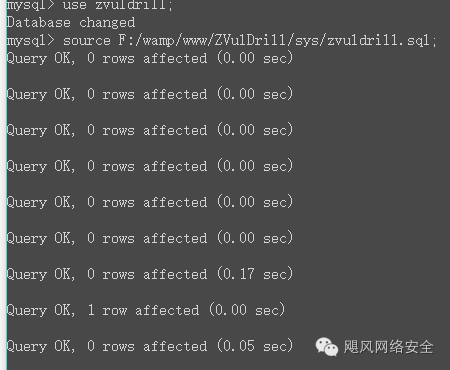 mysql> use zvuldrill;
Database changed
mysql> source F:/wamp/www/ZVulDrill/sys/zvuldrill.sql;
Query OK, 0 rows affected (0.00 sec)
Query OK, 0 rows affected (0.00 sec)
Query OK, 0 rows affected (0.00 sec)
Query OK, 0 rows affected (0.00 sec)
Query OK, 0 rows affected (0.00 sec)
Query OK, 0 rows affected (0.00 sec)
Query OK, 0 rows affected (0.17 sec)
Query OK, 1 row affected (0.00 sec)
Query OK, 0 rows affected (0.05 sec)
飓风网络安全